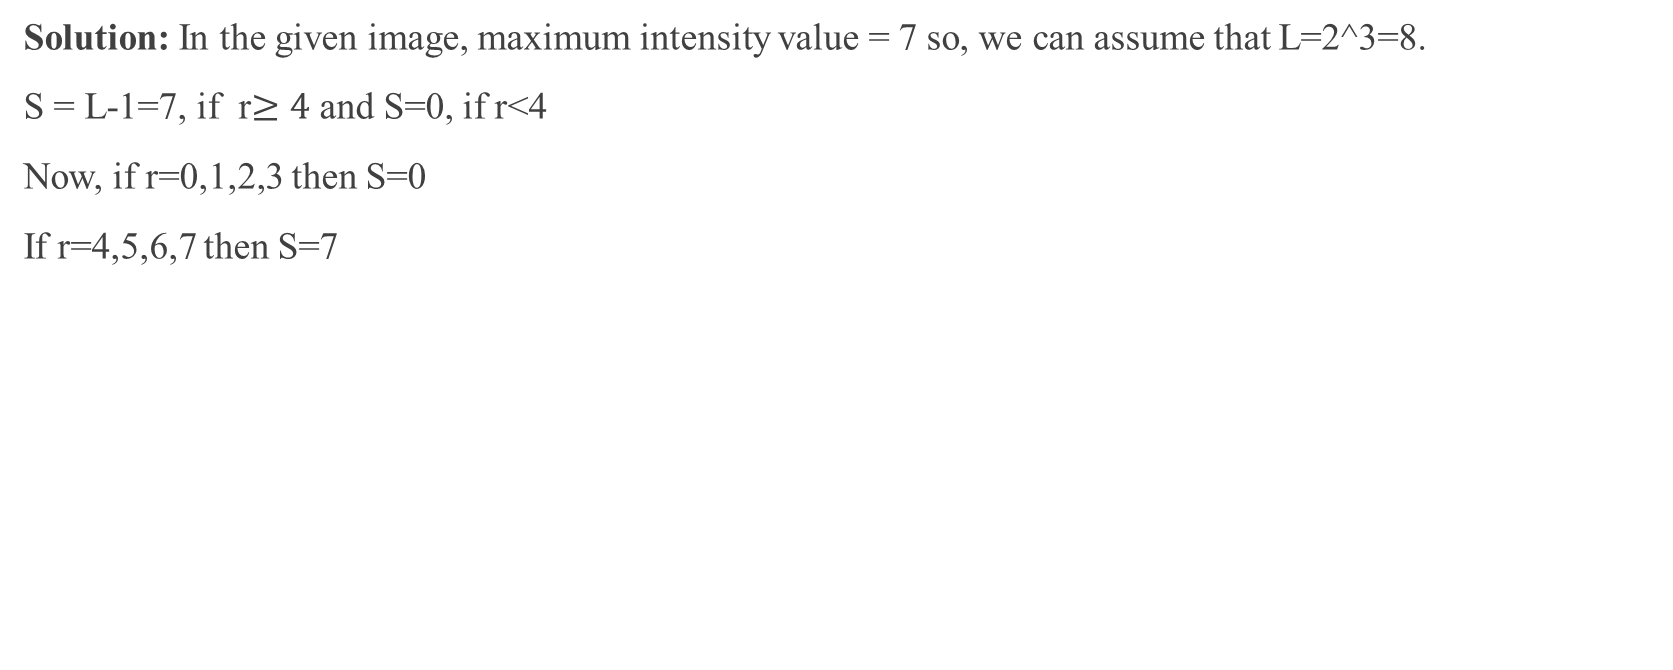 Solution: In the given image, maximum intensity value = 7 so, we can assume that L=2^3=8.
S = L-1=7, if r≥ 4 and S=0, if r<4
Now, if r=0,1,2,3 then S=0
If r=4,5,6,7 then S=7